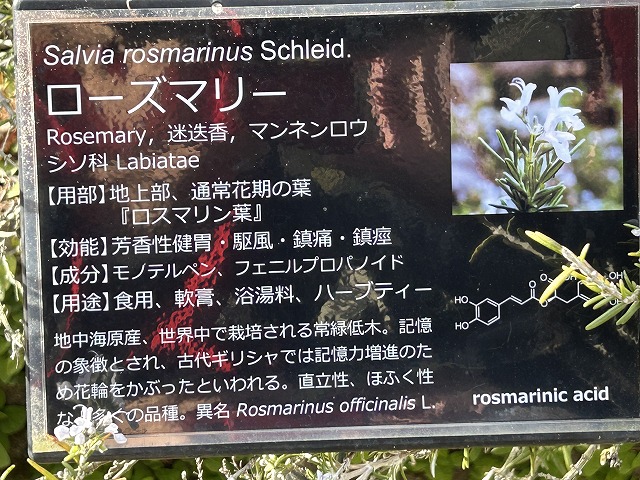 Salvia rosmarinus Schleid.
ローズマリー
Rosemary, 迷迭香, マンネンロウ
シソ科 Labiatae
【用部】地上部、通常花期の葉
『ロスマリン葉』
【効能】芳香性健胃・駆風・鎮痛・鎮痙
【成分】モノテルペン、フェニルプロパノイド
【用途】食用、軟膏、浴湯料、ハーブティー
地中海原産、世界中で栽培される常緑低木。記憶
の象徴とされ、古代ギリシャでは記憶力増進のた
め花輪をかぶったといわれる。直立性、ほふく性
な 多くの品種。異名 Rosmarinus officinalis L.
HO
HO
O
O
OH
rosmarinic acid